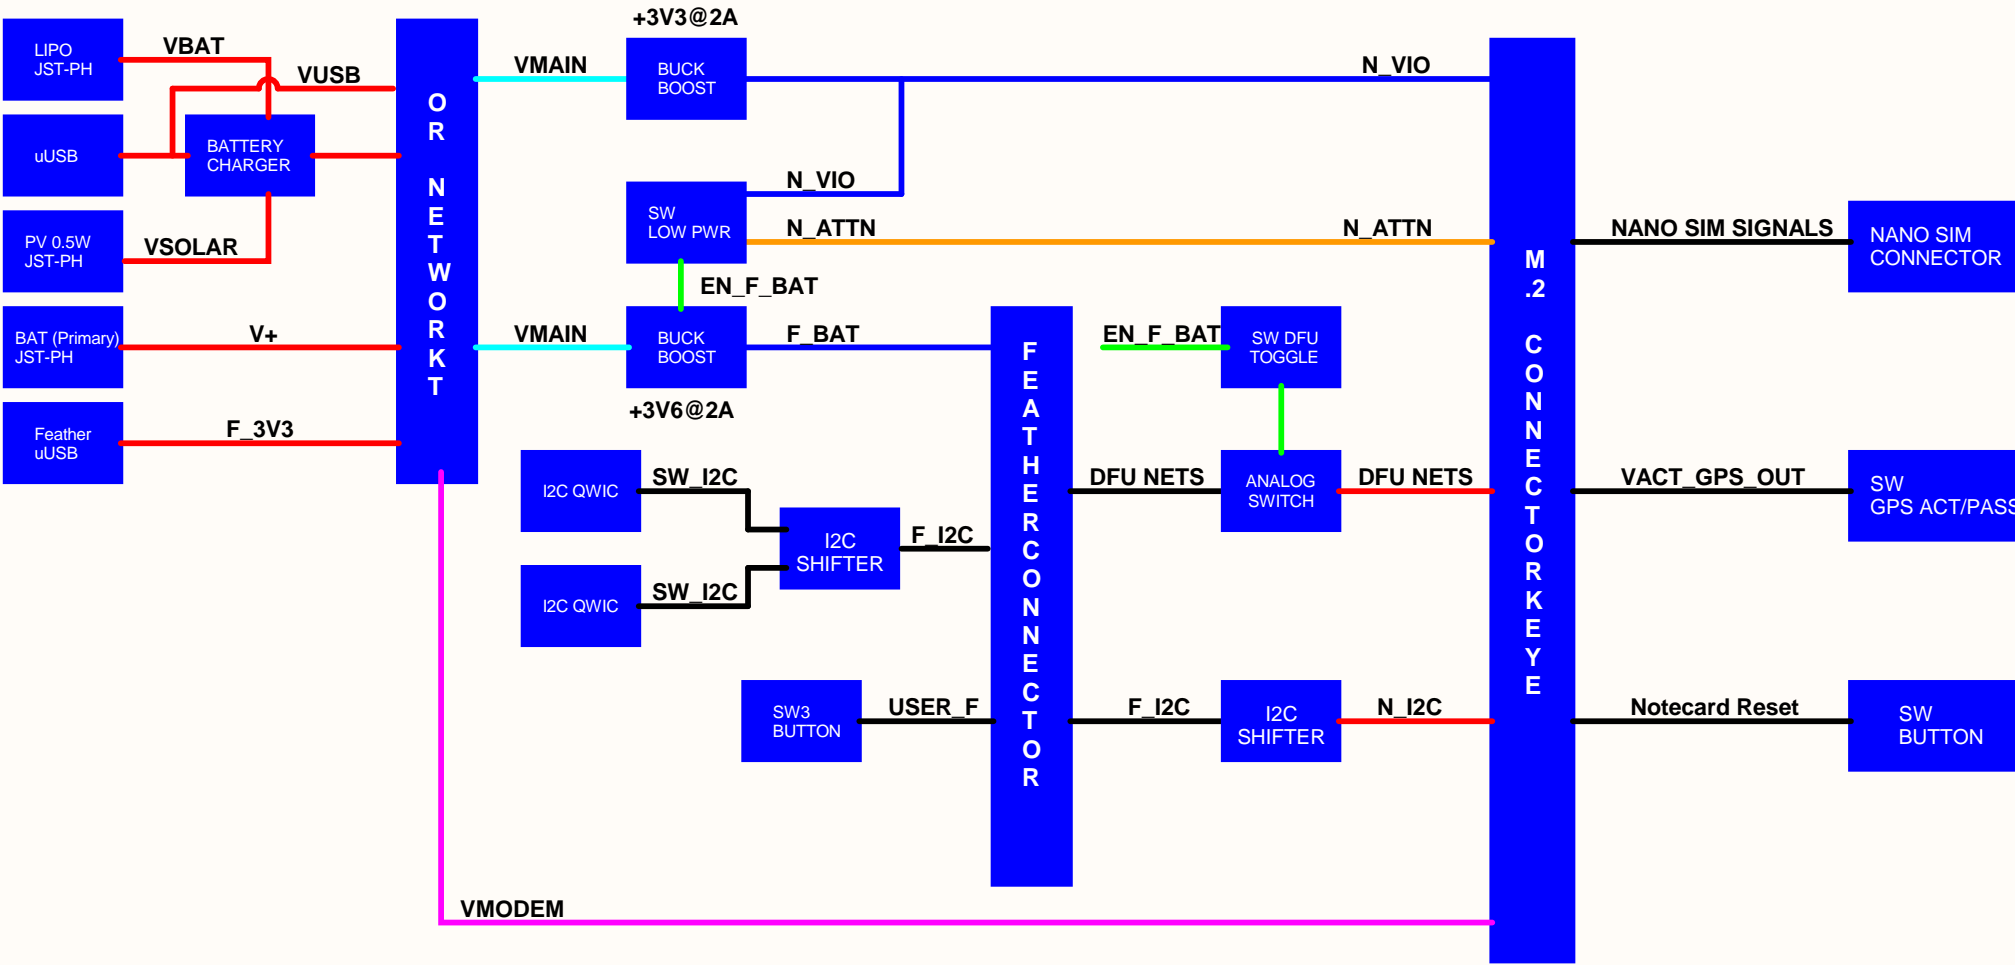 +3V3@2A
LIPO
JST-PH
VBAT
VUSB
VMAIN
BUCK
BOOST
N_VIO
uUSB
BATTERY
CHARGER
OR NETWORKT
N_VIO
SW
LOW PWR
N_ATTN
N_ATTN
PV 0.5W
JST-PH
VSOLAR
EN_F_BAT
BAT (Primary)
JST-PH
V+
VMAIN
BUCK
BOOST
F_BAT
+3V6@2A
Feather
uUSB
F_3V3
I2C QWIC
SW_I2C
I2C
SHIFTER
F_I2C
I2C QWIC
SW_I2C
SW3
BUTTON
USER_F
FEATHERCONNECTOR
EN_F_BAT
SW DFU
TOGGLE
DFU NETS
ANALOG
SWITCH
DFU NETS
F_I2C
I2C
SHIFTER
N_I2C
M.2 CONNECTORKEYE
NANO SIM SIGNALS
NANO SIM
CONNECTOR
VACT_GPS_OUT
SW
GPS ACT/PASS
Notecard Reset
SW
BUTTON
VMODEM